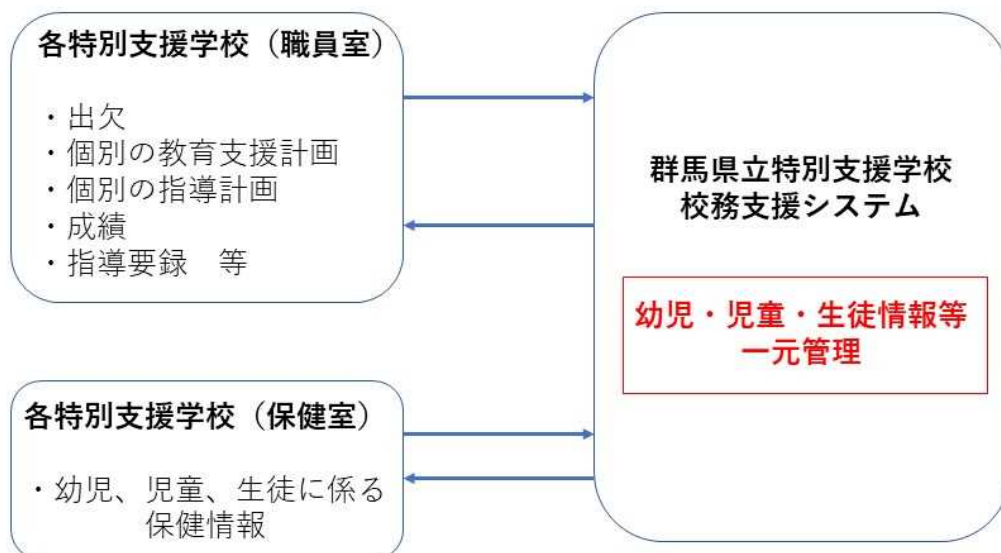 各特別支援学校（職員室）
・出欠
・個別の教育支援計画
・個別の指導計画
・成績
・指導要録　等
群馬県立特別支援学校
校務支援システム
幼児・児童・生徒情報等
一元管理
各特別支援学校（保健室）
・幼児、児童、生徒に係る
保健情報